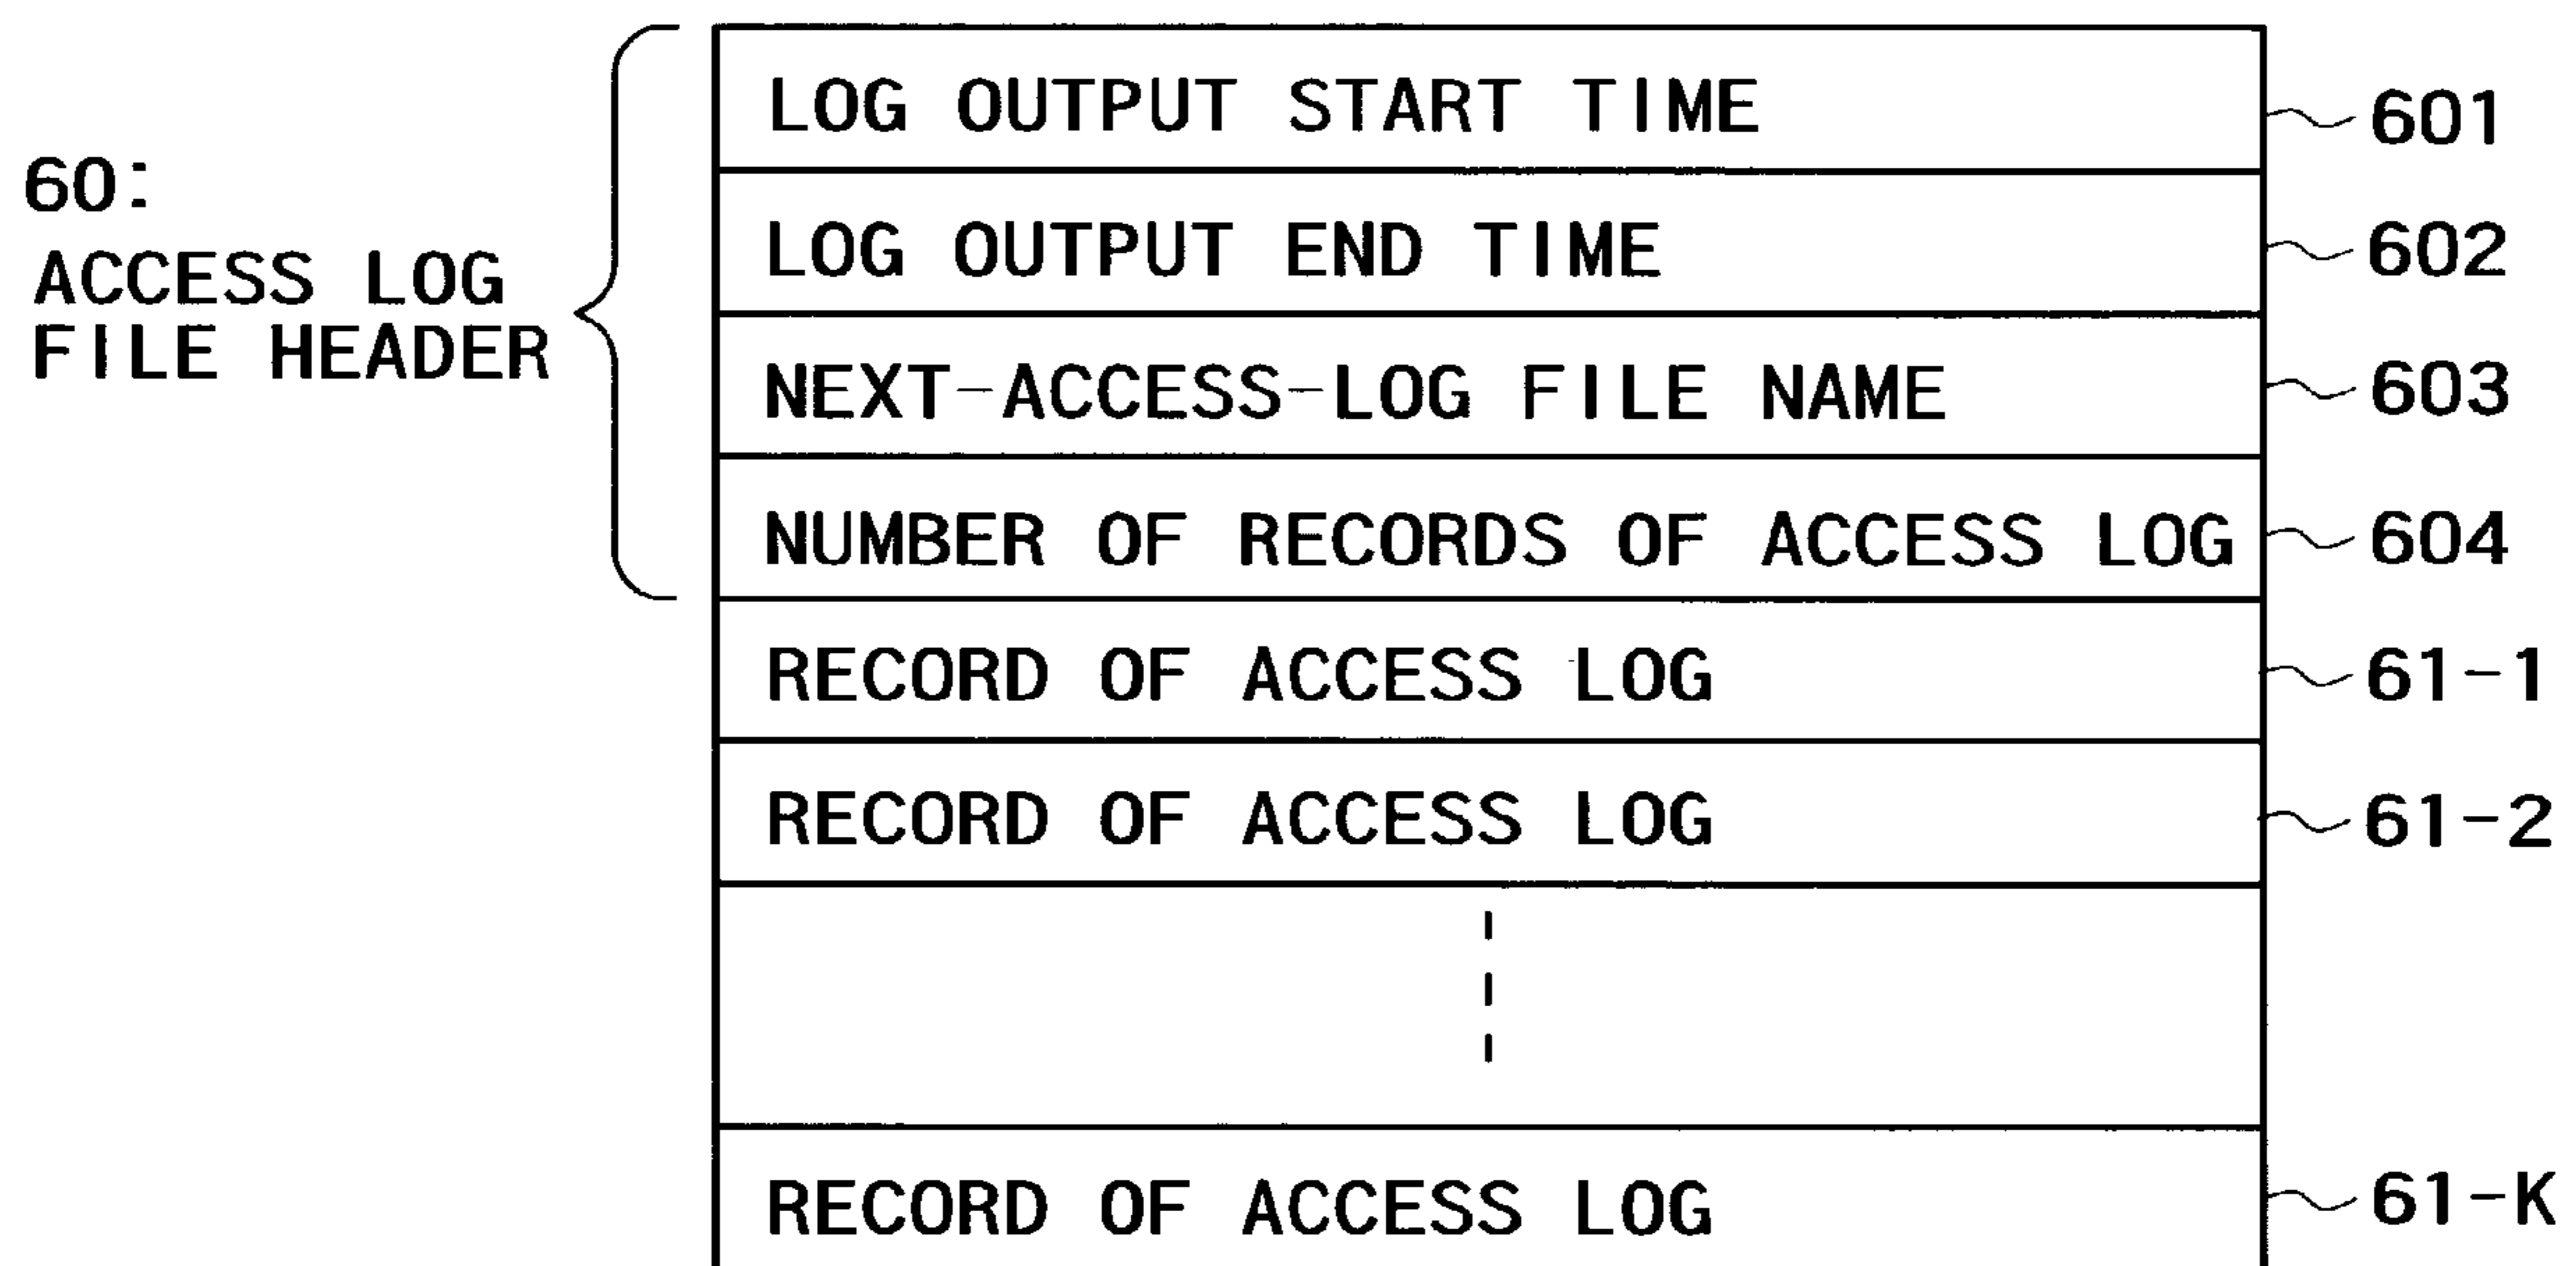 60:
ACCESS LOG
FILE HEADER
LOG OUTPUT START TIME 601
LOG OUTPUT END TIME 602
NEXT-ACCESS-LOG FILE NAME 603
NUMBER OF RECORDS OF ACCESS LOG 604
RECORD OF ACCESS LOG 61-1
RECORD OF ACCESS LOG 61-2
RECORD OF ACCESS LOG 61-K